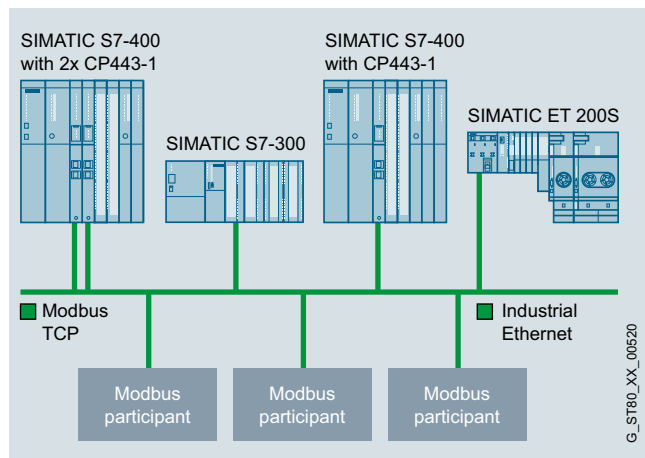 SIMATIC S7-400
with 2x CP443-1
SIMATIC S7-300
SIMATIC S7-400
with CP443-1
SIMATIC ET 200S
Modbus
TCP
Industrial
Ethernet
Modbus
participant
Modbus
participant
Modbus
participant
G_ST80_XX_00520